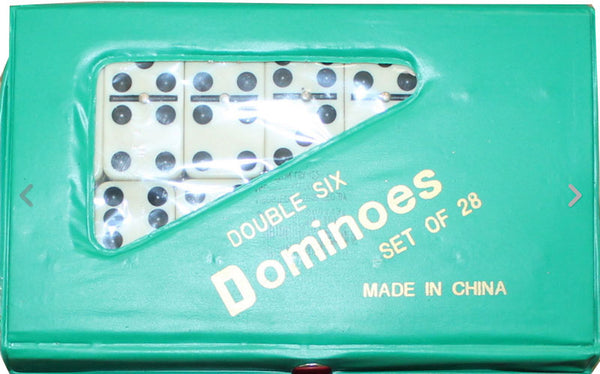 DOUBLE SIX
Dominoes
SET OF 28
MADE IN CHINA